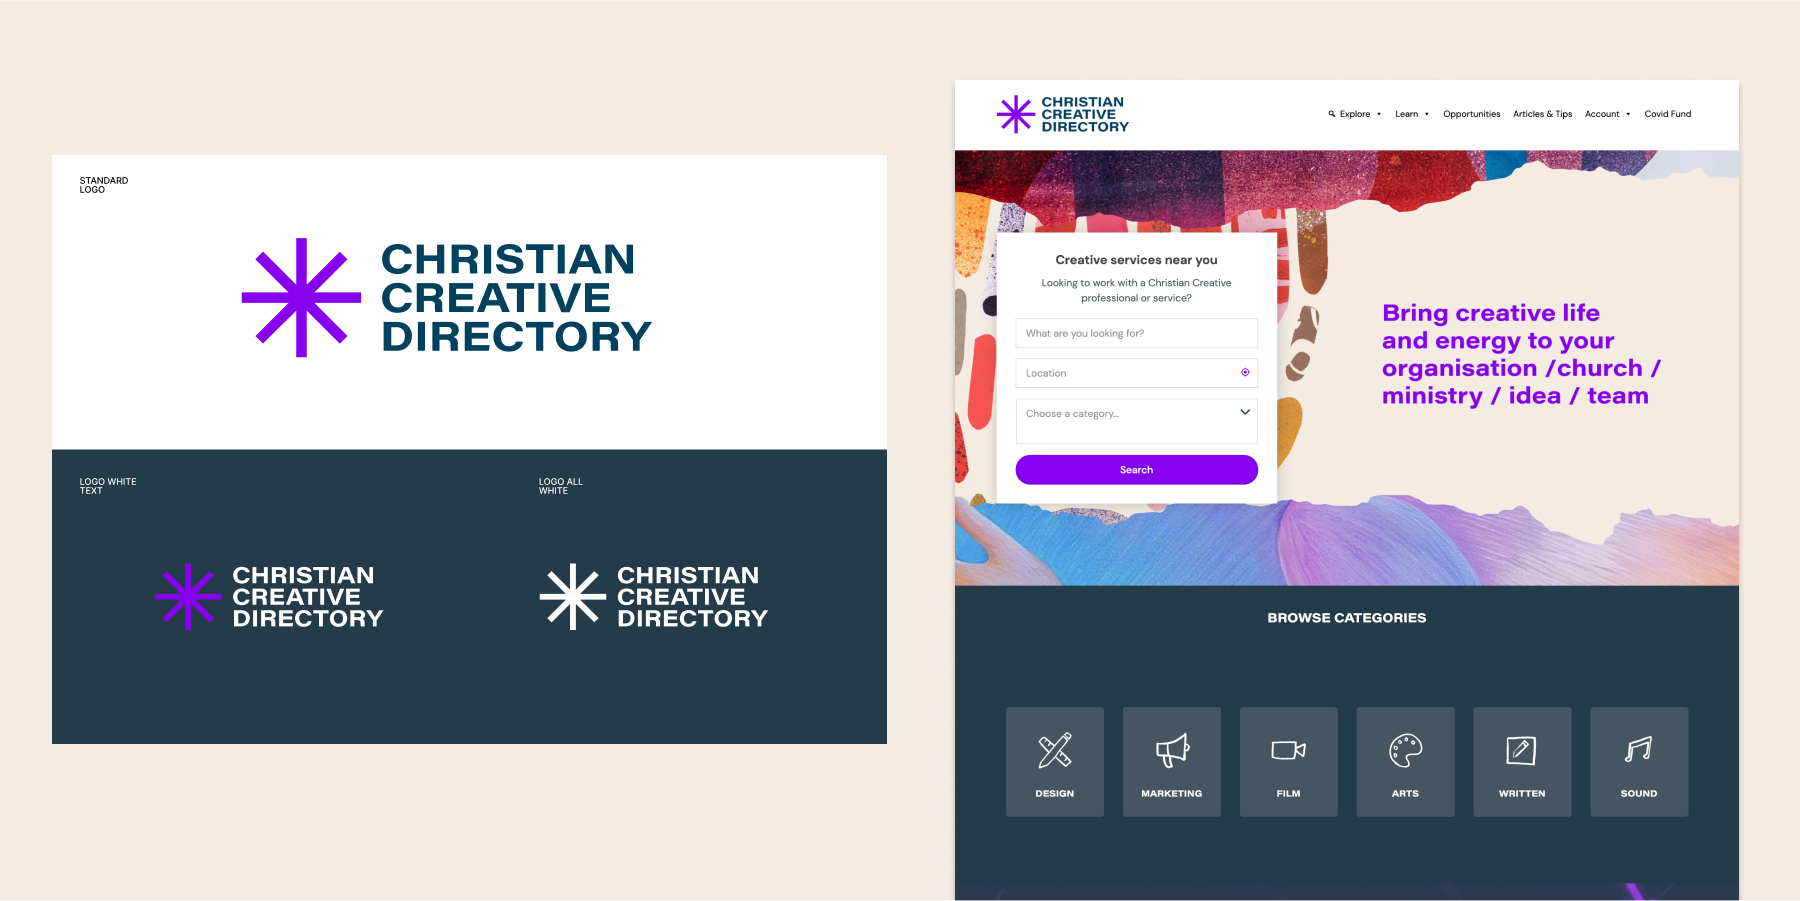 STANDARD
LOGO
CHRISTIAN
CREATIVE
DIRECTORY
LOGO WHITE
TEXT
CHRISTIAN
CREATIVE
DIRECTORY
LOGO ALL
WHITE
CHRISTIAN
CREATIVE
DIRECTORY
CHRISTIAN
CREATIVE
DIRECTORY
Explore Learn Opportunities Articles & Tips Account Covid Fund
Creative services near you
Looking to work with a Christian Creative
professional or service?
What are you looking for?
Location
Choose a category...
Search
Bring creative life
and energy to your
organisation /church /
ministry / idea / team
BROWSE CATEGORIES
DESIGN
MARKETING
FILM
ARTS
WRITTEN
SOUND